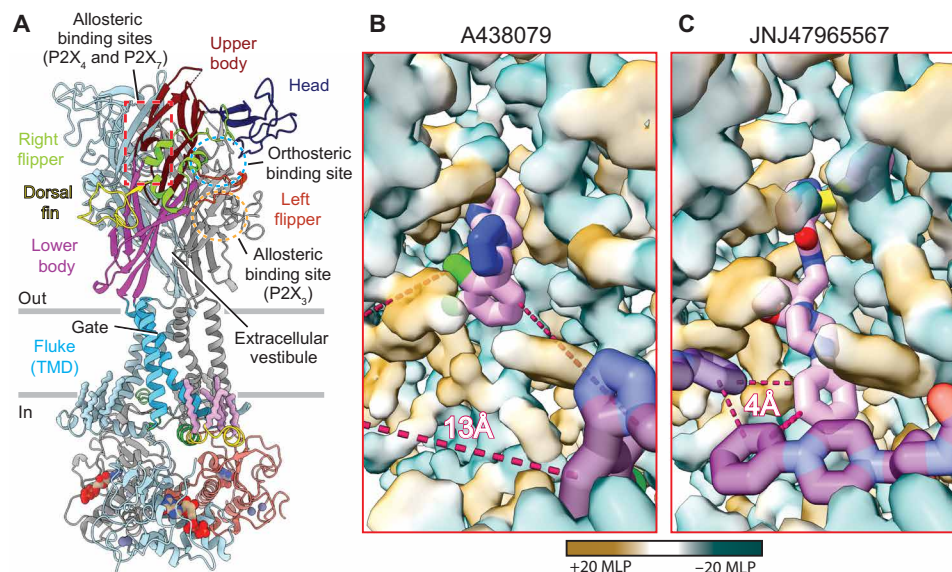 A
Allosteric
binding sites
(P2X4 and P2X7)
Upper
body
Head
Right
flipper
Orthosteric
binding site
Dorsal
fin
Left
flipper
Lower
body
Allosteric
binding site
(P2X3)
Out
Gate
Extracellular
vestibule
Fluke
(TMD)
In
B
A438079
13Å
C
JNJ47965567
4Å
+20 MLP
−20 MLP